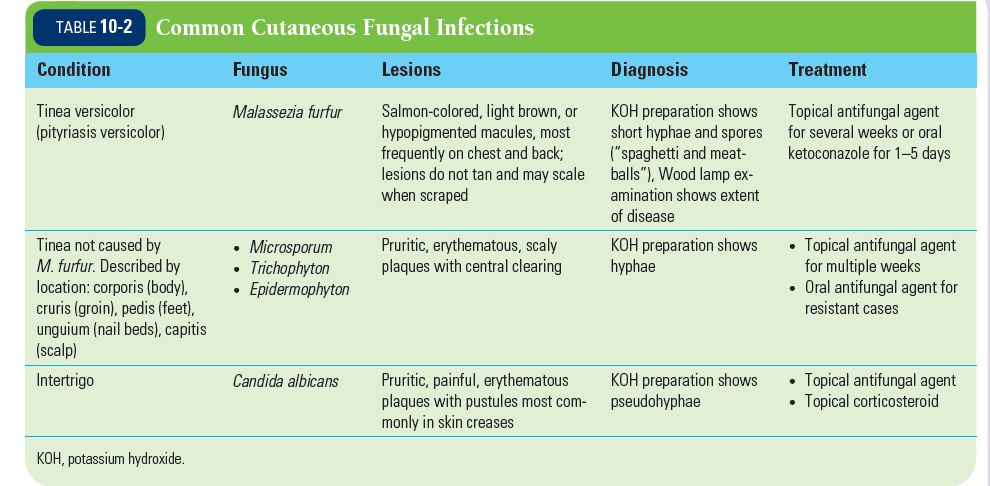 TABLE 10-2 Common Cutaneous Fungal Infections
Condition Fungus Lesions Diagnosis Treatment
Tinea versicolor
(pityriasis versicolor)
Malassezia furfur
Salmon-colored, light brown, or
hypopigmented macules, most
frequently on chest and back;
lesions do not tan and may scale
when scraped
KOH preparation shows
short hyphae and spores
("spaghetti and meat-
balls"), Wood lamp ex-
amination shows extent
of disease
Topical antifungal agent
for several weeks or oral
ketoconazole for 1–5 days
Tinea not caused by
M. furfur. Described by
location: corporis (body),
cruris (groin), pedis (feet),
unguium (nail beds), capitis
(scalp)
• Microsporum
• Trichophyton
• Epidermophyton
Pruritic, erythematous, scaly
plaques with central clearing
KOH preparation shows
hyphae
• Topical antifungal agent
for multiple weeks
• Oral antifungal agent for
resistant cases
Intertrigo
Candida albicans
Pruritic, painful, erythematous
plaques with pustules most com-
monly in skin creases
KOH preparation shows
pseudohyphae
• Topical antifungal agent
• Topical corticosteroid
KOH, potassium hydroxide.